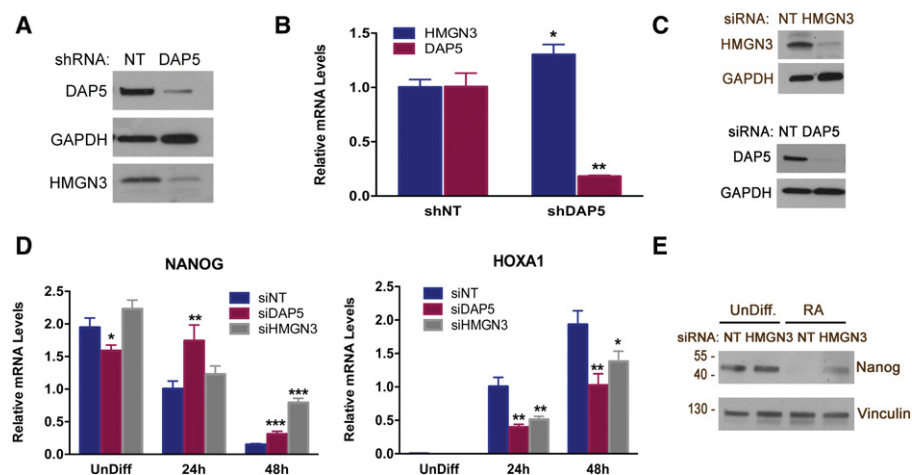 A
shRNA: NT DAP5
DAP5
GAPDH
HMGN3
B
Relative mRNA Levels
1.5
1.0
0.5
0.0
HMGN3
DAP5
*
**
shNT
shDAP5
C
siRNA: NT HMGN3
HMGN3
GAPDH
siRNA: NT DAP5
DAP5
GAPDH
D
NANOG
Relative mRNA Levels
2.5
2.0
1.5
1.0
0.5
0.0
siNT
siDAP5
siHMGN3
*
**
***
***
UnDiff
24h
48h
HOXA1
Relative mRNA Levels
2.5
2.0
1.5
1.0
0.5
0.0
siNT
siDAP5
siHMGN3
**
**
**
*
UnDiff
24h
48h
E
UnDiff. RA
siRNA: NT HMGN3 NT HMGN3
55 -
40 -
Nanog
130 -
Vinculin